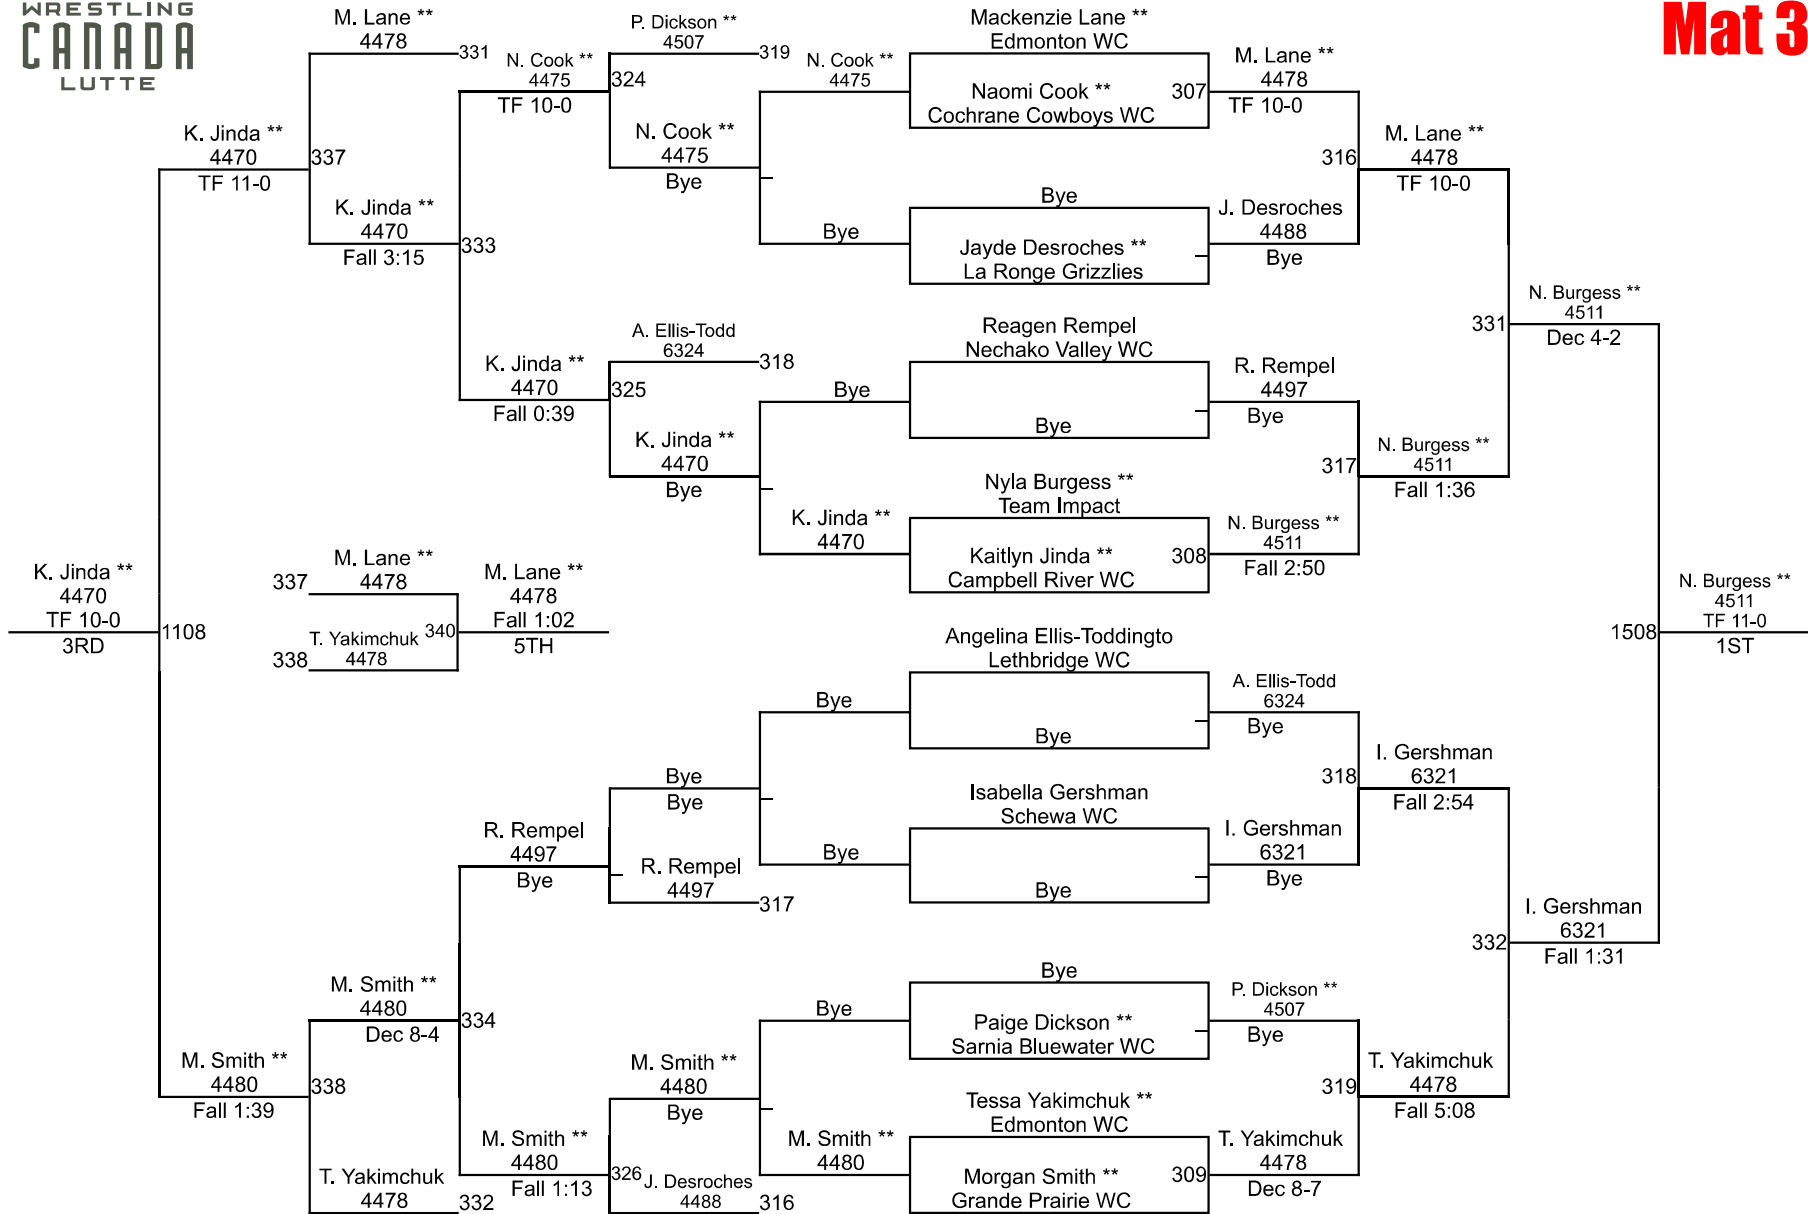 WRESTLING
CANADA
LUTTE
Mat 3
M. Lane **
4478
331
N. Cook **
4475
TF 10-0
P. Dickson **
4507
319
324
N. Cook **
4475
Bye
N. Cook **
4475
Mackenzie Lane **
Edmonton WC
Naomi Cook **
Cochrane Cowboys WC
307
M. Lane **
4478
TF 10-0
K. Jinda **
4470
TF 11-0
337
K. Jinda **
4470
Fall 3:15
333
Bye
Bye
Jayde Desroches **
La Ronge Grizzlies
J. Desroches
4488
Bye
316
M. Lane **
4478
TF 10-0
K. Jinda **
4470
Fall 0:39
A. Ellis-Todd
6324
318
325
K. Jinda **
4470
Bye
Bye
Reagen Rempel
Nechako Valley WC
Bye
R. Rempel
4497
Bye
331
N. Burgess **
4511
Dec 4-2
K. Jinda **
4470
Nyla Burgess **
Team Impact
Kaitlyn Jinda **
Campbell River WC
308
N. Burgess **
4511
Fall 2:50
317
N. Burgess **
4511
Fall 1:36
K. Jinda **
4470
TF 10-0
3RD
1108
337
M. Lane **
4478
338
T. Yakimchuk
4478
340
M. Lane **
4478
Fall 1:02
5TH
1508
N. Burgess **
4511
TF 11-0
1ST
Bye
Angelina Ellis-Toddingto
Lethbridge WC
Bye
A. Ellis-Todd
6324
Bye
Bye
Bye
Bye
Isabella Gershman
Schewa WC
Bye
I. Gershman
6321
Bye
318
I. Gershman
6321
Fall 2:54
R. Rempel
4497
Bye
R. Rempel
4497
317
332
I. Gershman
6321
Fall 1:31
M. Smith **
4480
Dec 8-4
334
Bye
Bye
Paige Dickson **
Sarnia Bluewater WC
P. Dickson **
4507
Bye
M. Smith **
4480
Fall 1:39
338
M. Smith **
4480
Bye
M. Smith **
4480
Tessa Yakimchuk **
Edmonton WC
Morgan Smith **
Grande Prairie WC
309
T. Yakimchuk
4478
Dec 8-7
319
T. Yakimchuk
4478
Fall 5:08
T. Yakimchuk
4478
332
M. Smith **
4480
Fall 1:13
326
J. Desroches
4488
316